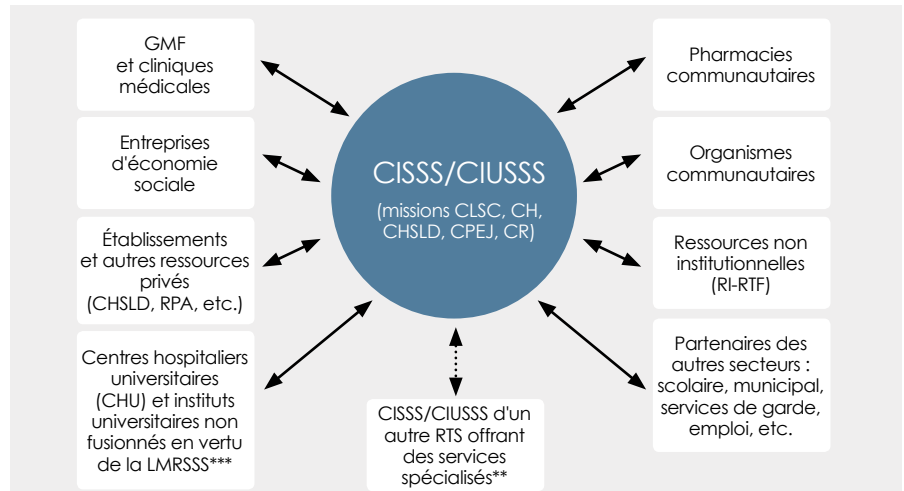 GMF
et cliniques
médicales
Entreprises
d'économie
sociale
Établissements
et autres ressources
privés
(CHSLD, RPA, etc.)
Centres hospitaliers
universitaires
(CHU) et instituts
universitaires non
fusionnés en vertu
de la LMRSSS***
CISSS/CIUSSS
(missions CLSC, CH,
CHSLD, CPEJ, CR)
CISSS/CIUSSS d'un
autre RTS offrant
des services
spécialisés**
Pharmacies
communautaires
Organismes
communautaires
Ressources non
institutionnelles
(RI-RTF)
Partenaires des
autres secteurs :
scolaire, municipal,
services de garde,
emploi, etc.